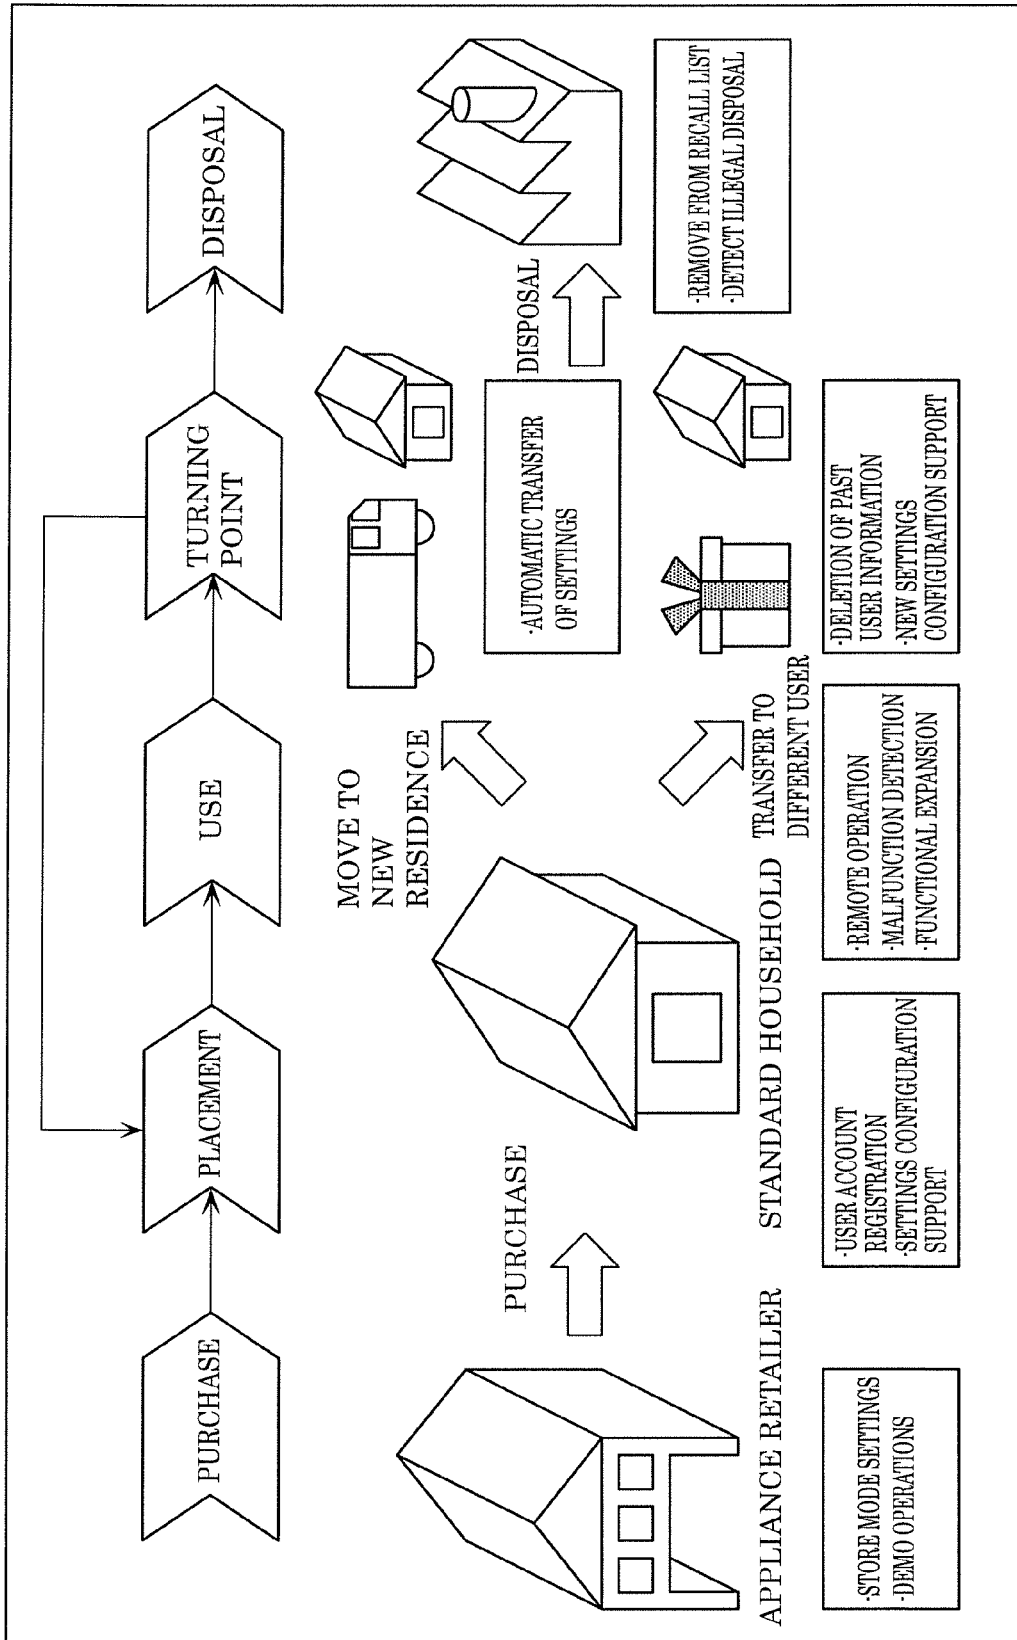 PURCHASE
PLACEMENT
USE
TURNING
POINT
DISPOSAL
PURCHASE
MOVE TO
NEW
RESIDENCE
·AUTOMATIC TRANSFER
OF SETTINGS
DISPOSAL
·REMOVE FROM RECALL LIST
·DETECT ILLEGAL DISPOSAL
APPLIANCE RETAILER
STANDARD HOUSEHOLD
TRANSFER TO
DIFFERENT USER
·STORE MODE SETTINGS
·DEMO OPERATIONS
·USER ACCOUNT
REGISTRATION
·SETTINGS CONFIGURATION
SUPPORT
·REMOTE OPERATION
·MALFUNCTION DETECTION
·FUNCTIONAL EXPANSION
·DELETION OF PAST
USER INFORMATION
·NEW SETTINGS
CONFIGURATION SUPPORT